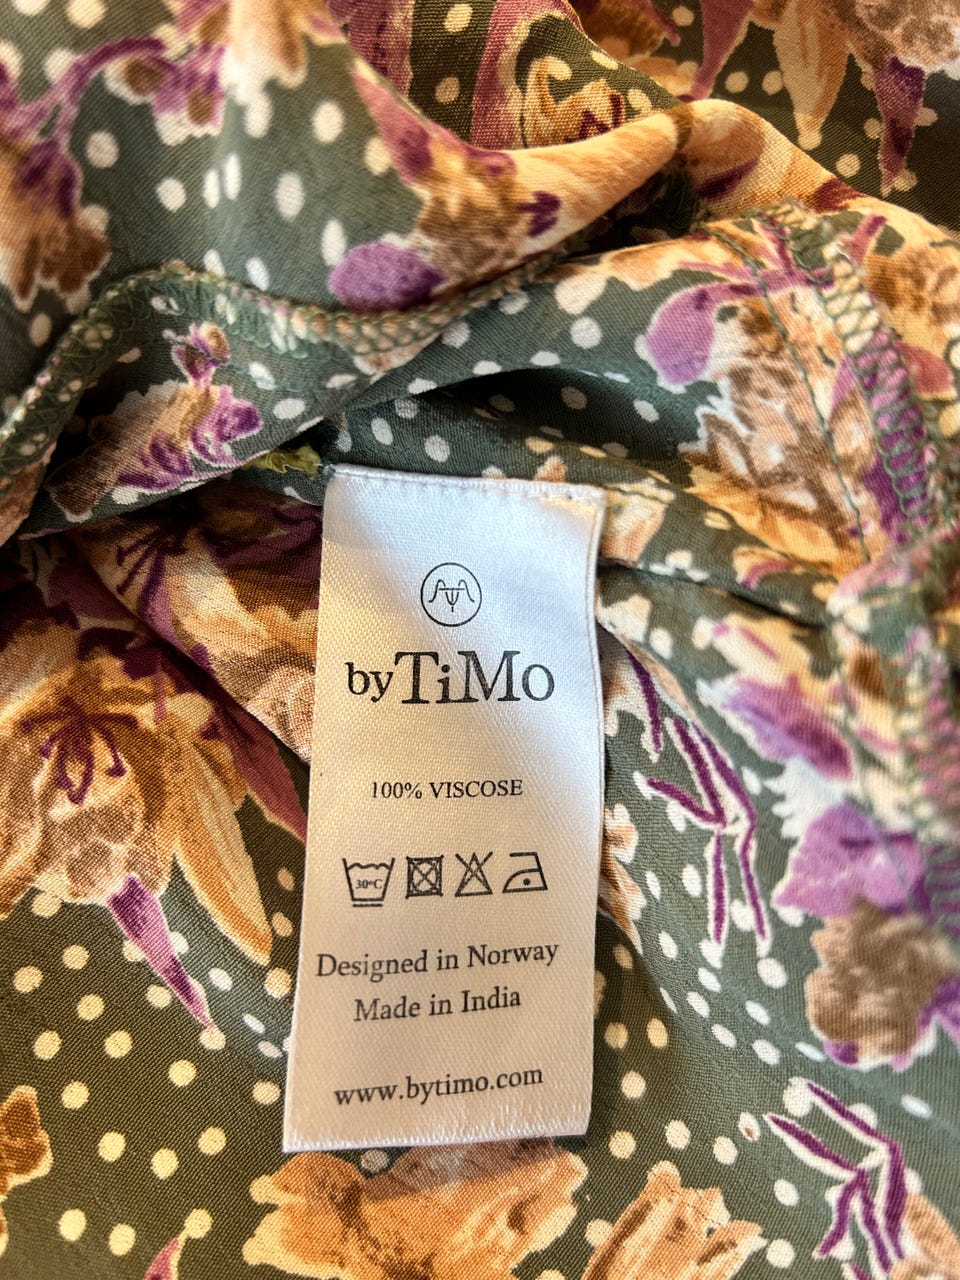 byTiMo
100% VISCOSE
30°C
Designed in Norway
Made in India
www.bytimo.com